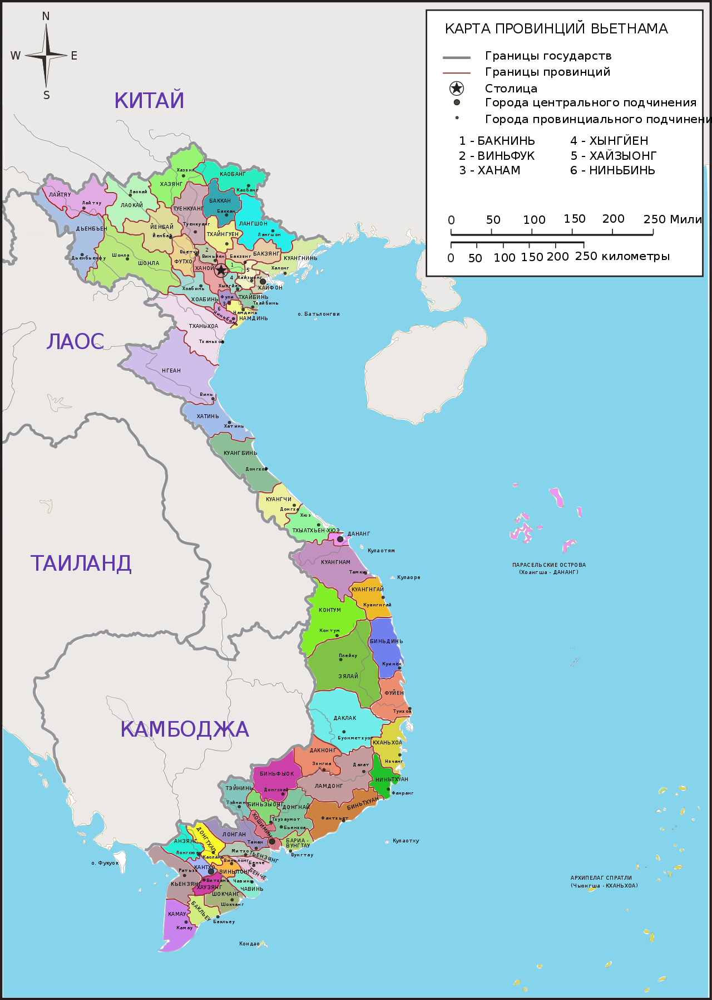 N
W
E
S
КАРТА ПРОВИНЦИЙ ВЬЕТНАМА
Границы государств
Границы провинций
Столица
Города центрального подчинения
Города провинциального подчинени
1 - БАКНИНЬ
4 - ХЫНГЙЕН
2 - ВИНЬФУК
5 - ХАЙЗЫОНГ
3 - ХАНАМ
6 - НИНЬБИНЬ
0 50 100 150 200 250 Мили
0 50 100 150 200 250 километры
КИТАЙ
ЛАОС
ТАИЛАНД
КАМБОДЖА
ЛАЙТЯУ
Лайтяу
ЛАОКАЙ
Лаокай
ХАЗЯНГ
Хазянг
КАОБАНГ
Каобанг
БАККАН
Баккан
ТУЕНКУАНГ
Туенкуанг
ЛАНГШОН
Лангшон
ДЬЕНБЬЕН
Дьенбьенфу
ЙЕНБАЙ
Йенбай
ТХАЙНГУЕН
ШОНЛА
Шонла
ФУТХО
Вьетчи
2
Виньйен
Бакзянг
БАКЗЯНГ
КУАНГНИНЬ
Халонг
ХАНОЙ
1
5
4
Хайзыонг
ХАЙФОН
Хынгйен
Хоабинь
ХОАБИНЬ
Фули
3
ТХАЙБИНЬ
Тхайбинь
6
Ниньбинь
Намдинь
НАМДИНЬ
о. Батьлонгви
ТХАНЬХОА
Тханьхоа
НГЕАН
Винь
ХАТИНЬ
Хатинь
КУАНГБИНЬ
Донгхой
КУАНГЧИ
Донгха
Хюэ
ТХЫАТХЬЕН-ХЮЭ
ДАНАНГ
Кулаотям
КУАНГНАМ
Тамки
Кулаоре
ПАРАСЕЛЬСКИЕ ОСТРОВА
(Хоангша - ДАНАНГ)
КУАНГНГАЙ
Куангнгай
КОНТУМ
Контум
БИНЬДИНЬ
Куинён
Плейку
ЗЯЛАЙ
ФУЙЕН
Туихоа
ДАКЛАК
Буонметхуот
КХАНЬХОА
Нячанг
ДАКНОНГ
Зянгиа
Далат
ЛАМДОНГ
НИНЬТХУАН
Фанранг
БИНЬФЫОК
Донгсоай
ТЭЙНИНЬ
Тэйнинь
БИНЬЗЫОНГ
ДОНГНАЙ
БИНЬТХУАН
Фантхьет
Тхузаумот
Бьенхоа
ХОШИМИН
БАРИА -
ВУНГТАУ
Вунгтау
Кулаотху
ЛОНГАН
Танан
ДОНГТХАП
Каолань
АНЗЯНГ
Лонгсюен
Митхо
ТЬЕНЗЯНГ
Бенче
БЕНЧЕ
Виньлонг
ВИНЬЛОНГ
КАНТХО
Витхань
ХАУЗЯНГ
Чавинь
ЧАВИНЬ
Ратьзя
КЬЕНЗЯНГ
о. Фукуок
ШОКЧАНГ
Шокчанг
БАКЛЬЕУ
Бакльеу
КАМАУ
Камау
Кондао
АРХИПЕЛАГ СПРАТЛИ
(Чыонгша - КХАНЬХОА)